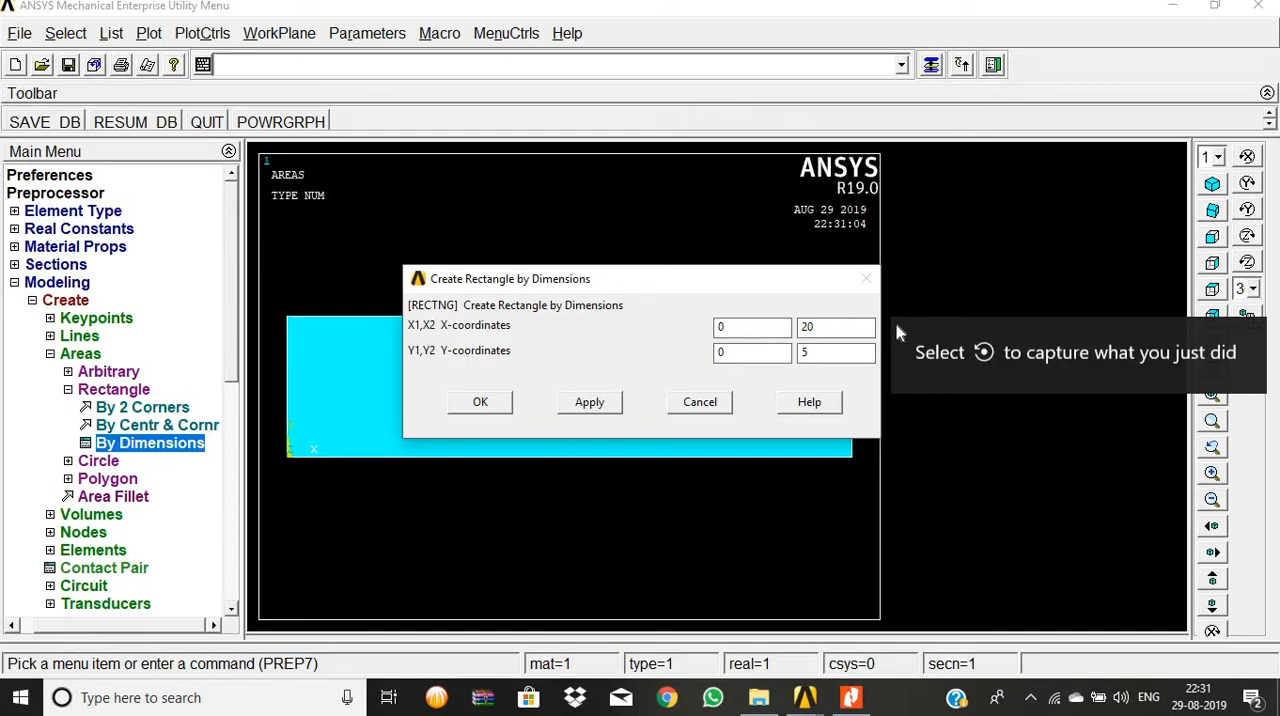 ANSYS Mechanical Enterprise Utility Menu
File Select List Plot PlotCtrls WorkPlane Parameters Macro MenuCtrls Help
Toolbar
SAVE_DB RESUM_DB QUIT POWRGRPH
Main Menu
Preferences
Preprocessor
Element Type
Real Constants
Material Props
Sections
Modeling
Create
Keypoints
Lines
Areas
Arbitrary
Rectangle
By 2 Corners
By Centr & Cornr
By Dimensions
Circle
Polygon
Area Fillet
Volumes
Nodes
Elements
Contact Pair
Circuit
Transducers
1
AREAS
TYPE NUM
ANSYS
R19.0
AUG 29 2019
22:31:04
X
Create Rectangle by Dimensions
[RECTNG] Create Rectangle by Dimensions
X1,X2 X-coordinates 0 20
Y1,Y2 Y-coordinates 0 5
OK Apply Cancel Help
Select to capture what you just did
1
3
Pick a menu item or enter a command (PREP7) mat=1 type=1 real=1 csys=0 secn=1
Type here to search
ENG
22:31
29-08-2019
2